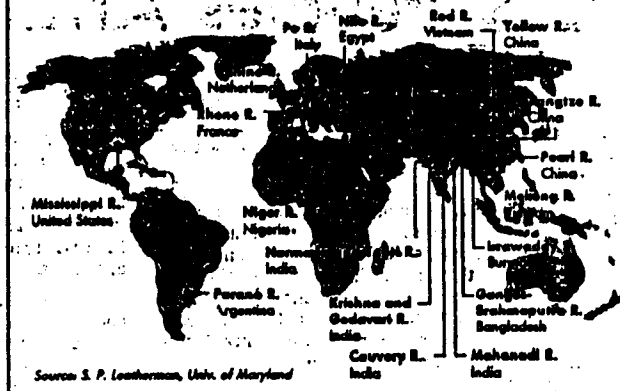 Po R.
Italy
Nile R.
Egypt
Red R.
Vietnam
Yellow R.
China
Netherland
Rhone R.
France
Yangtze R.
China
Pearl R.
China
Mekong R.
Mississippi R.
United States
Niger R.
Nigeria
India
Irrawaddy
Paraná R.
Argentina
Krishna and
Godavari R.
India
Ganges
Brahmaputra R.
Bangladesh
Cauvery R.
India
Mahanadi R.
India
Source: S. P. Leatherman, Univ. of Maryland